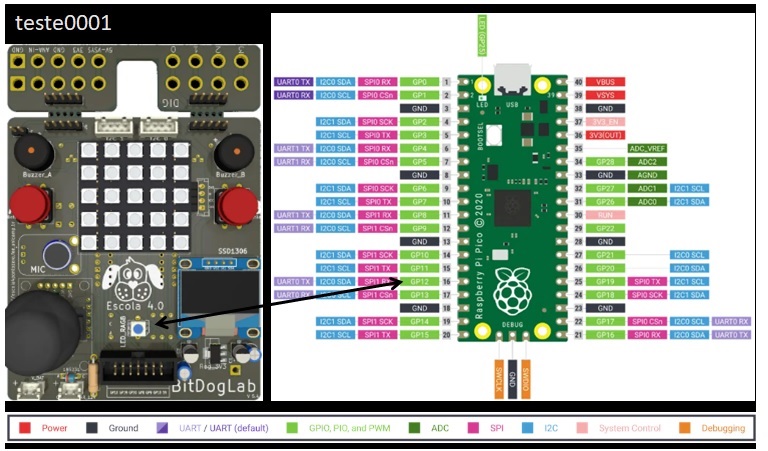 teste0001
GND AN-IN GND 3V3 VSYS-5V 0 1 2 3
DIG
Buzzer_A
Buzzer_B
MIC
SSD1306
Escola 4.0
LED_RAGB
Reg_3V3
BitDogLab
LED (GP25)
LED USB
BOOTSEL
Raspberry Pi Pico © 2020
DEBUG
UART0 TX I2C0 SDA SPI0 RX GP0 1
UART0 RX I2C0 SCL SPI0 CSn GP1 2
GND 3
I2C1 SDA SPI0 SCK GP2 4
I2C1 SCL SPI0 TX GP3 5
UART1 TX I2C0 SDA SPI0 RX GP4 6
UART1 RX I2C0 SCL SPI0 CSn GP5 7
GND 8
I2C1 SDA SPI0 SCK GP6 9
I2C1 SCL SPI0 TX GP7 10
UART1 TX I2C0 SDA SPI1 RX GP8 11
UART1 RX I2C0 SCL SPI1 CSn GP9 12
GND 13
I2C1 SDA SPI1 SCK GP10 14
I2C1 SCL SPI1 TX GP11 15
UART0 TX I2C0 SDA SPI1 RX GP12 16
UART0 RX I2C0 SCL SPI1 CSn GP13 17
GND 18
I2C1 SDA SPI1 SCK GP14 19
I2C1 SCL SPI1 TX GP15 20
40 VBUS
39 VSYS
38 GND
37 3V3_EN
36 3V3(OUT)
35 ADC_VREF
34 GP28 ADC2
33 GND AGND
32 GP27 ADC1 I2C1 SCL
31 GP26 ADC0 I2C1 SDA
30 RUN
29 GP22
28 GND
27 GP21 I2C0 SCL
26 GP20 I2C0 SDA
25 GP19 SPI0 TX I2C1 SCL
24 GP18 SPI0 SCK I2C1 SDA
23 GND
22 GP17 SPI0 CSn I2C0 SCL UART0 RX
21 GP16 SPI0 RX I2C0 SDA UART0 TX
SWCLK GND SWDIO
Power Ground UART / UART (default) GPIO, PIO, and PWM ADC SPI I2C System Control Debugging